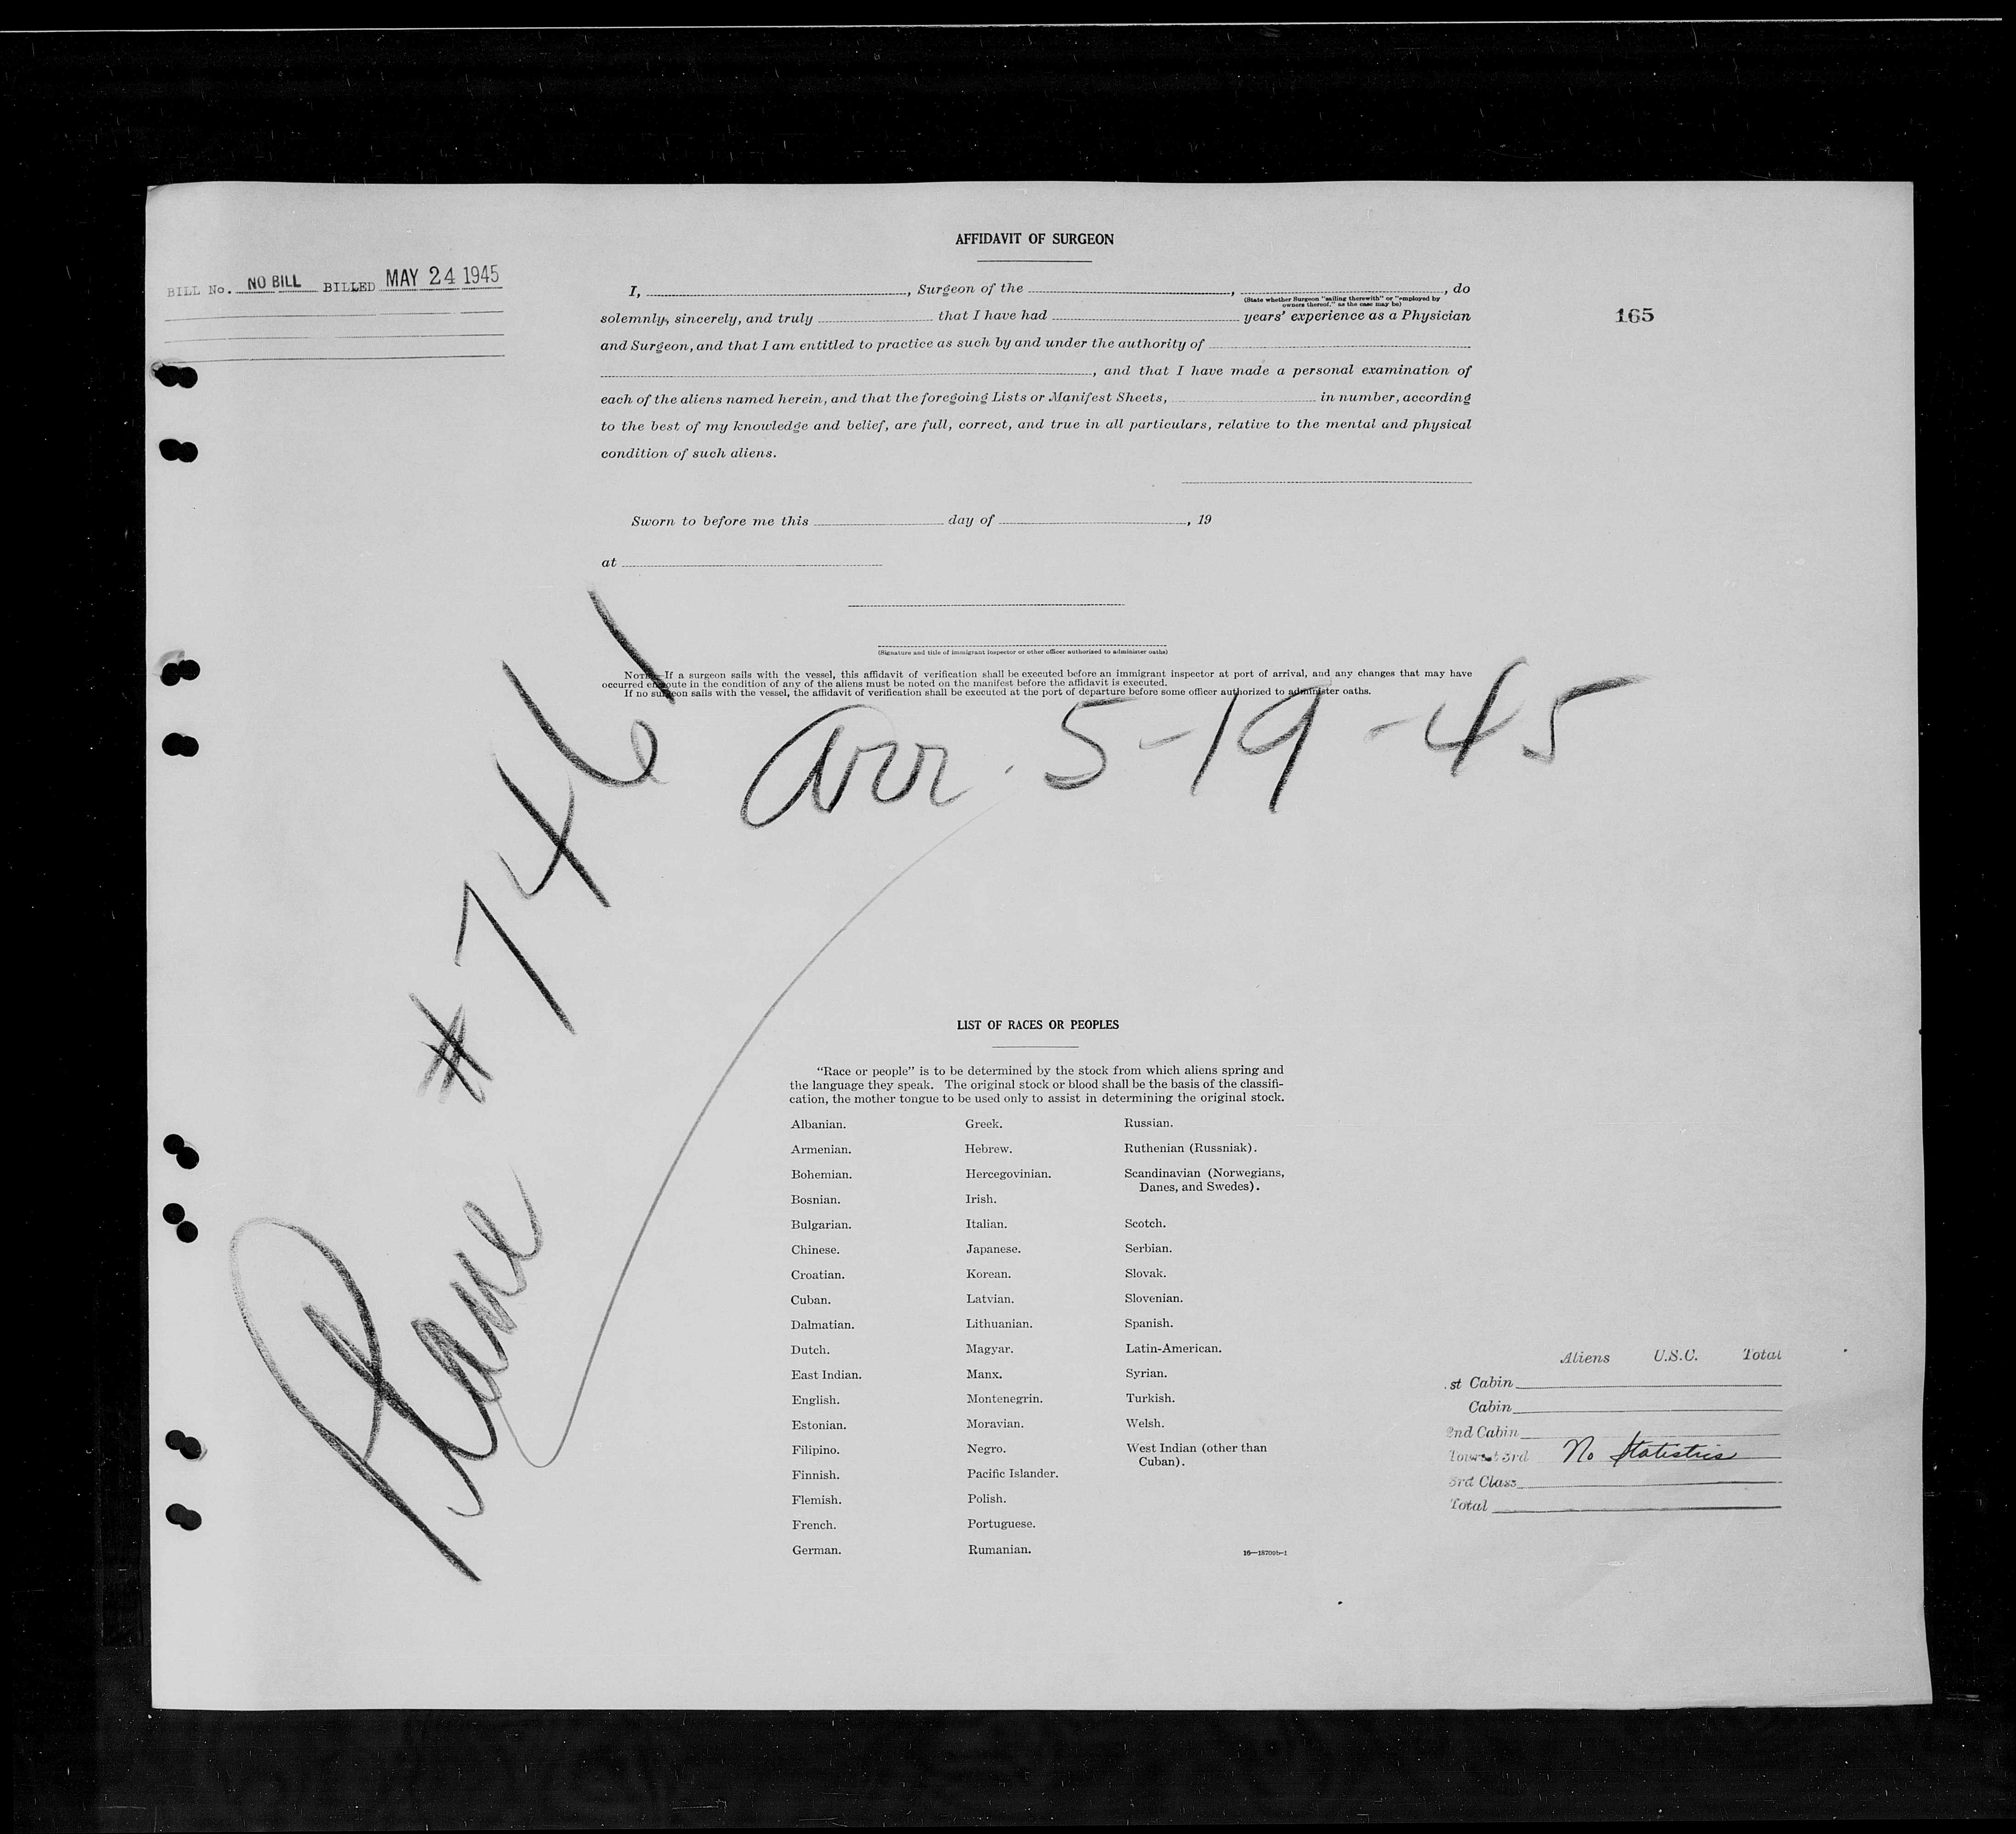 AFFIDAVIT OF SURGEON
BILL No. NO BILL BILLED MAY 24 1945
I, , Surgeon of the , , do
(State whether Surgeon "sailing therewith" or "employed by
owners thereof," as the case may be)
solemnly, sincerely, and truly that I have had years' experience as a Physician
165
and Surgeon, and that I am entitled to practice as such by and under the authority of
, and that I have made a personal examination of
each of the aliens named herein, and that the foregoing Lists or Manifest Sheets, in number, according
to the best of my knowledge and belief, are full, correct, and true in all particulars, relative to the mental and physical
condition of such aliens.
Sworn to before me this day of , 19
at
(Signature and title of immigrant inspector or other officer authorized to administer oaths)
NOTE.—If a surgeon sails with the vessel, this affidavit of verification shall be executed before an immigrant inspector at port of arrival, and any changes that may have
occurred en route in the condition of any of the aliens must be noted on the manifest before the affidavit is executed.
If no surgeon sails with the vessel, the affidavit of verification shall be executed at the port of departure before some officer authorized to administer oaths.
Plane #7461
Arr. 5-19-45
LIST OF RACES OR PEOPLES
"Race or people" is to be determined by the stock from which aliens spring and
the language they speak. The original stock or blood shall be the basis of the classifi-
cation, the mother tongue to be used only to assist in determining the original stock.
Albanian.
Armenian.
Bohemian.
Bosnian.
Bulgarian.
Chinese.
Croatian.
Cuban.
Dalmatian.
Dutch.
East Indian.
English.
Estonian.
Filipino.
Finnish.
Flemish.
French.
German.
Greek.
Hebrew.
Hercegovinian.
Irish.
Italian.
Japanese.
Korean.
Latvian.
Lithuanian.
Magyar.
Manx.
Montenegrin.
Moravian.
Negro.
Pacific Islander.
Polish.
Portuguese.
Rumanian.
Russian.
Ruthenian (Russniak).
Scandinavian (Norwegians,
Danes, and Swedes).
Scotch.
Serbian.
Slovak.
Slovenian.
Spanish.
Latin-American.
Syrian.
Turkish.
Welsh.
West Indian (other than
Cuban).
Aliens U.S.C. Total
st Cabin
Cabin
2nd Cabin
Tourist 3rd No Statistics
3rd Class
Total